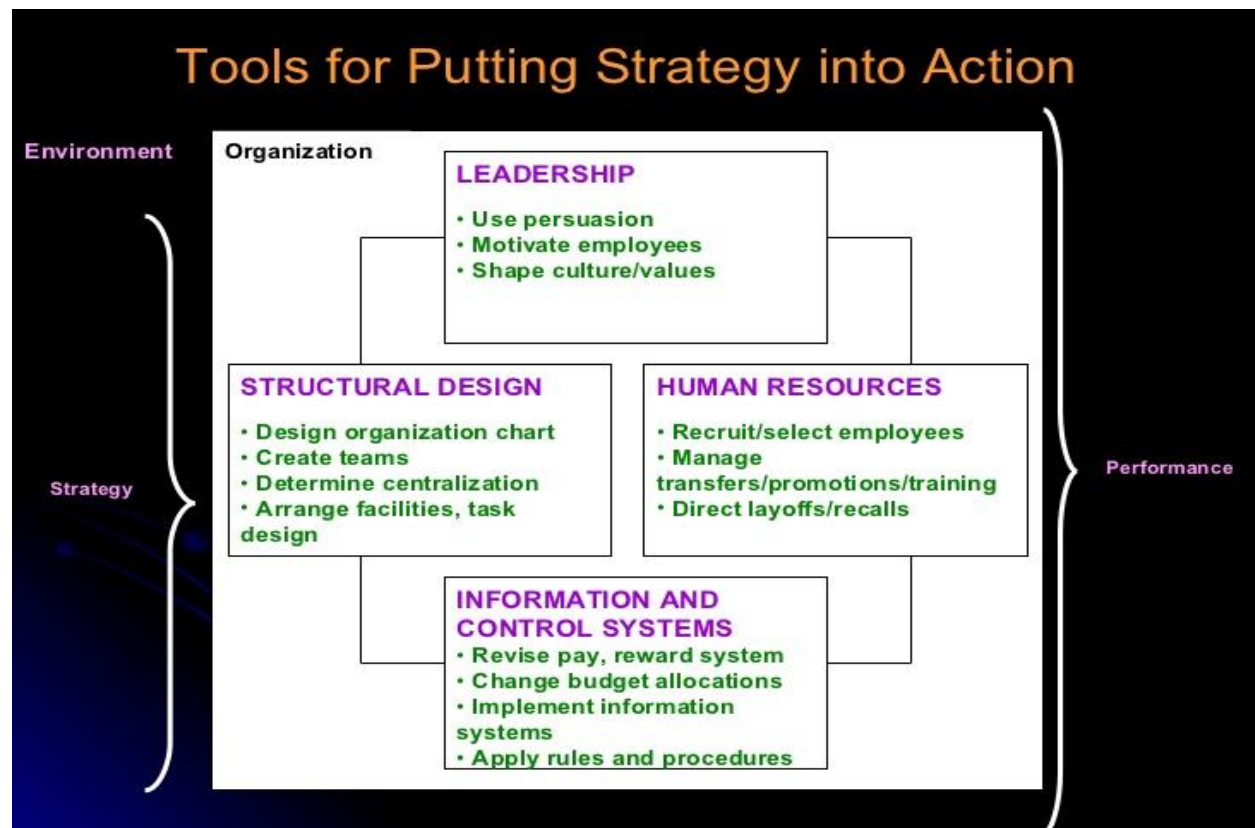 Tools for Putting Strategy into Action
Environment
Organization
LEADERSHIP
• Use persuasion
• Motivate employees
• Shape culture/values
STRUCTURAL DESIGN
• Design organization chart
• Create teams
• Determine centralization
• Arrange facilities, task
design
HUMAN RESOURCES
• Recruit/select employees
• Manage
transfers/promotions/training
• Direct layoffs/recalls
Strategy
Performance
INFORMATION AND
CONTROL SYSTEMS
• Revise pay, reward system
• Change budget allocations
• Implement information
systems
• Apply rules and procedures